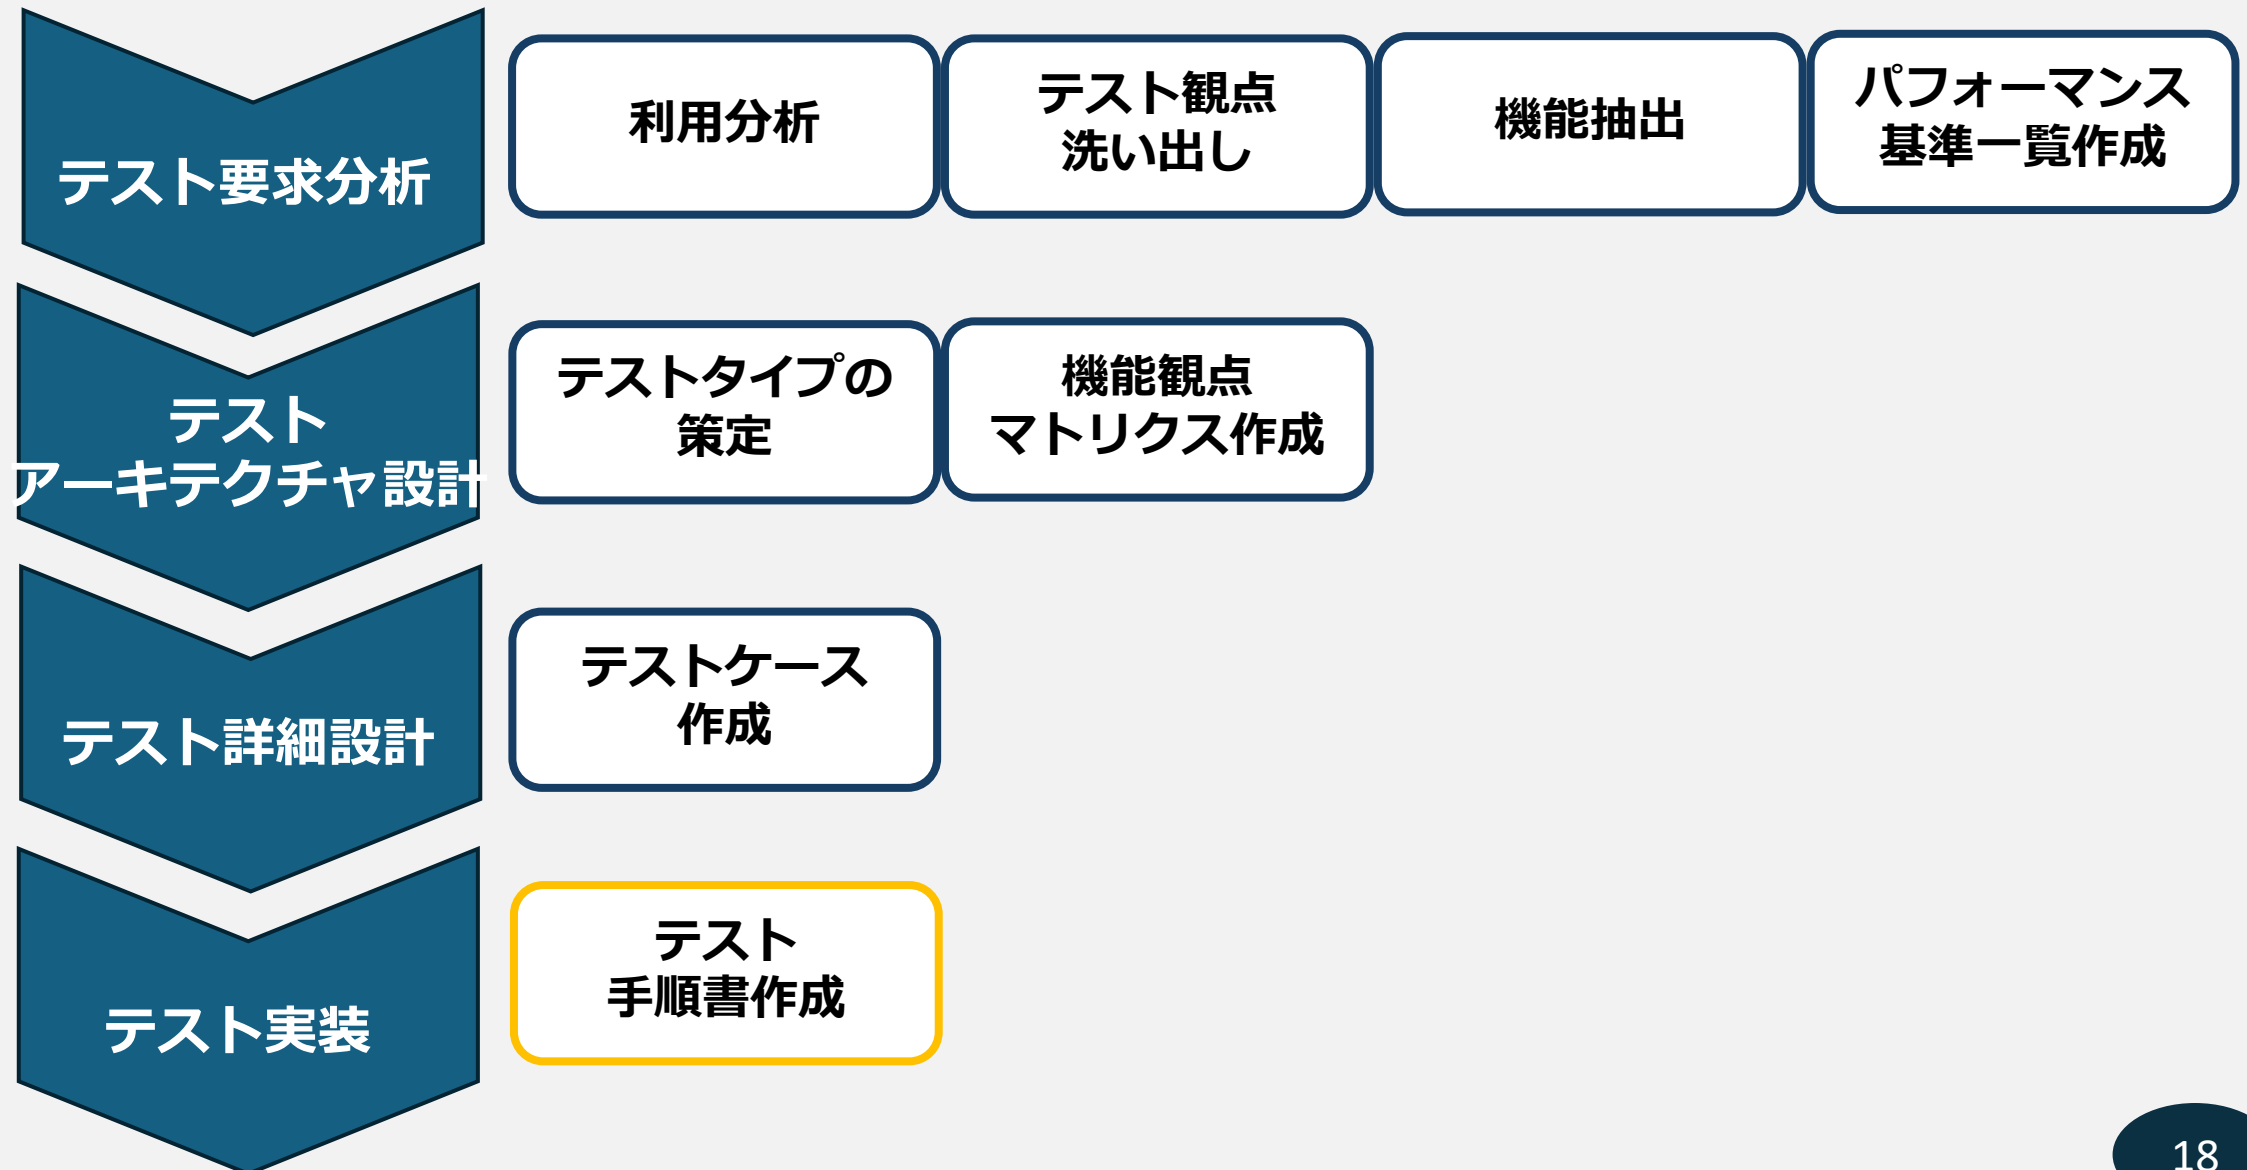 テスト要求分析
利用分析
テスト観点
洗い出し
機能抽出
パフォーマンス
基準一覧作成
テスト
アーキテクチャ設計
テストタイプの
策定
機能観点
マトリクス作成
テスト詳細設計
テストケース
作成
テスト実装
テスト
手順書作成
18